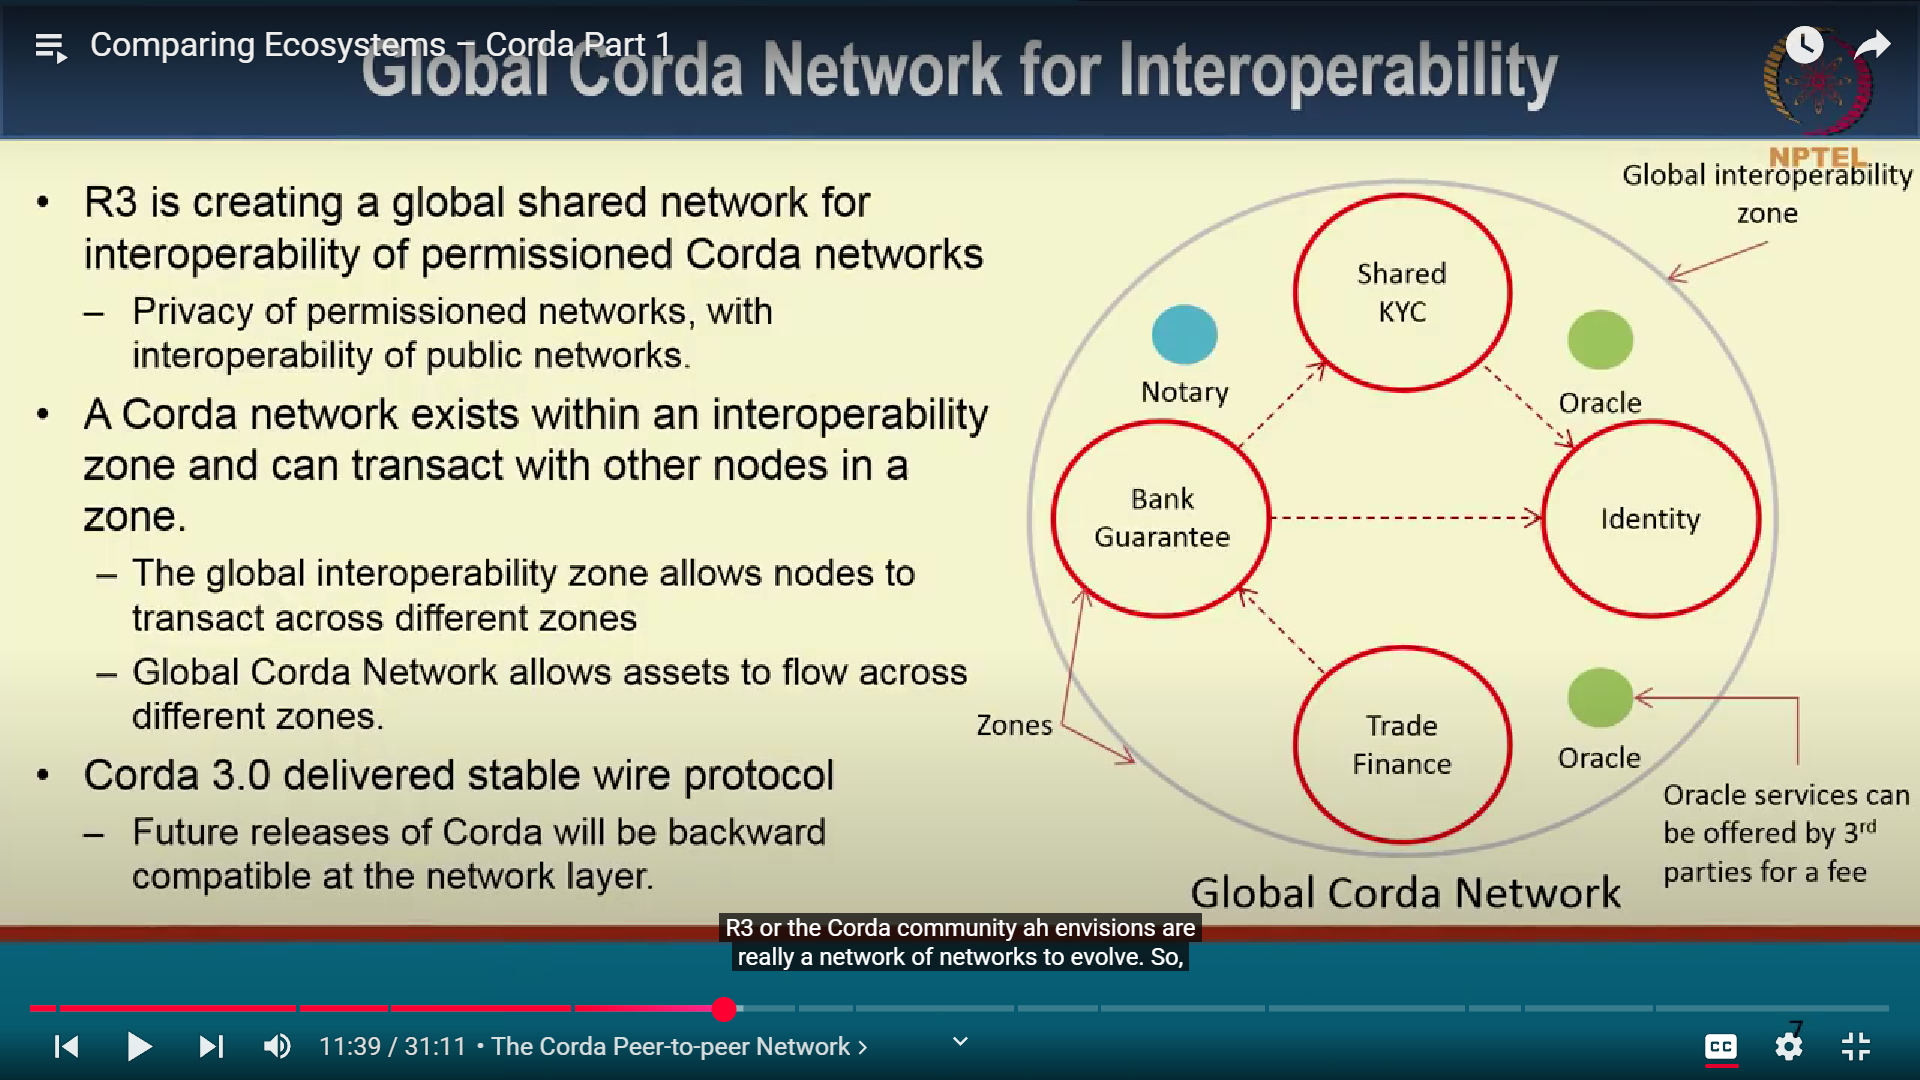 Comparing Ecosystems – Corda Part 1
Global Corda Network for Interoperability
NPTEL
• R3 is creating a global shared network for
interoperability of permissioned Corda networks
– Privacy of permissioned networks, with
interoperability of public networks.
• A Corda network exists within an interoperability
zone and can transact with other nodes in a
zone.
– The global interoperability zone allows nodes to
transact across different zones
– Global Corda Network allows assets to flow across
different zones.
• Corda 3.0 delivered stable wire protocol
– Future releases of Corda will be backward
compatible at the network layer.
Global interoperability
zone
Shared
KYC
Notary
Oracle
Bank
Guarantee
Identity
Zones
Trade
Finance
Oracle
Oracle services can
be offered by 3rd
parties for a fee
Global Corda Network
R3 or the Corda community ah envisions are
really a network of networks to evolve. So,
7
11:39 / 31:11 • The Corda Peer-to-peer Network
CC